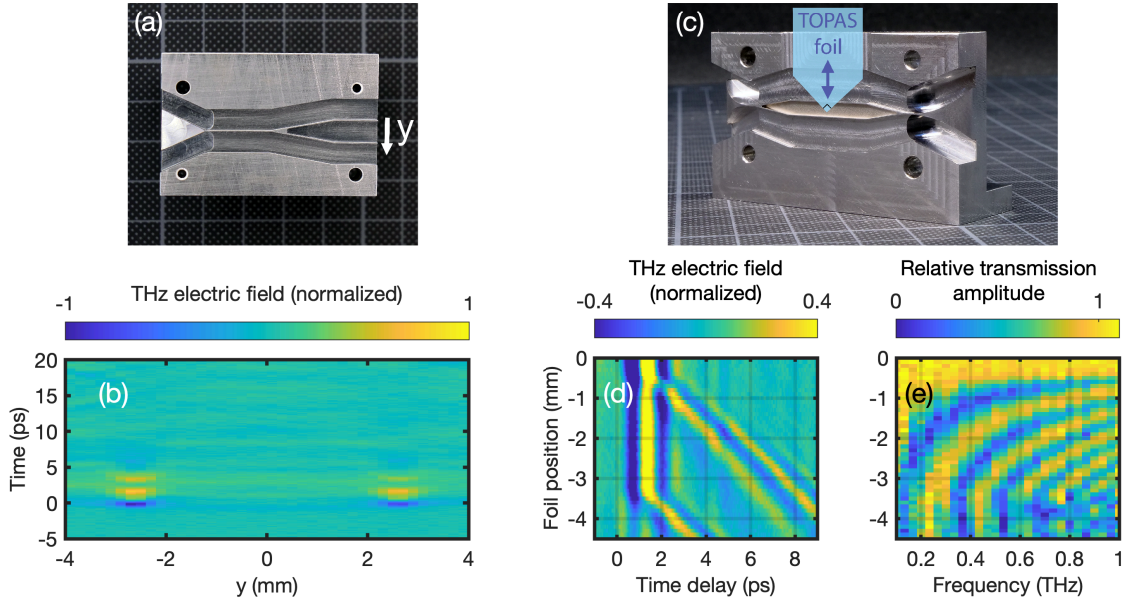 (a)
y
(c)
TOPAS
foil
THz electric field (normalized)
-1
1
20
15
10
5
0
-5
Time (ps)
(b)
-4
-2
0
2
4
y (mm)
THz electric field
(normalized)
-0.4
0.4
0
-1
-2
-3
-4
Foil position (mm)
(d)
0
2
4
6
8
Time delay (ps)
Relative transmission
amplitude
0
1
0
-1
-2
-3
-4
(e)
0.2
0.4
0.6
0.8
1
Frequency (THz)